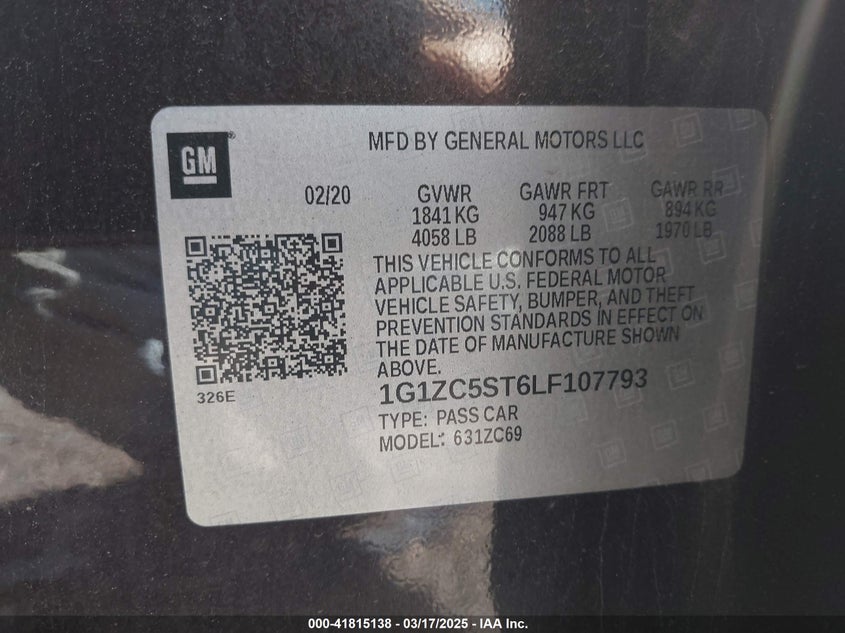 GM
MFD BY GENERAL MOTORS LLC
02/20 GVWR GAWR FRT GAWR RR
1841 KG 947 KG 894 KG
4058 LB 2088 LB 1970 LB
THIS VEHICLE CONFORMS TO ALL
APPLICABLE U.S. FEDERAL MOTOR
VEHICLE SAFETY, BUMPER, AND THEFT
PREVENTION STANDARDS IN EFFECT ON
THE DATE OF MANUFACTURE SHOWN
ABOVE.
326E
1G1ZC5ST6LF107793
TYPE: PASS CAR
MODEL: 631ZC69
000-41815138 - 03/17/2025 - IAA Inc.